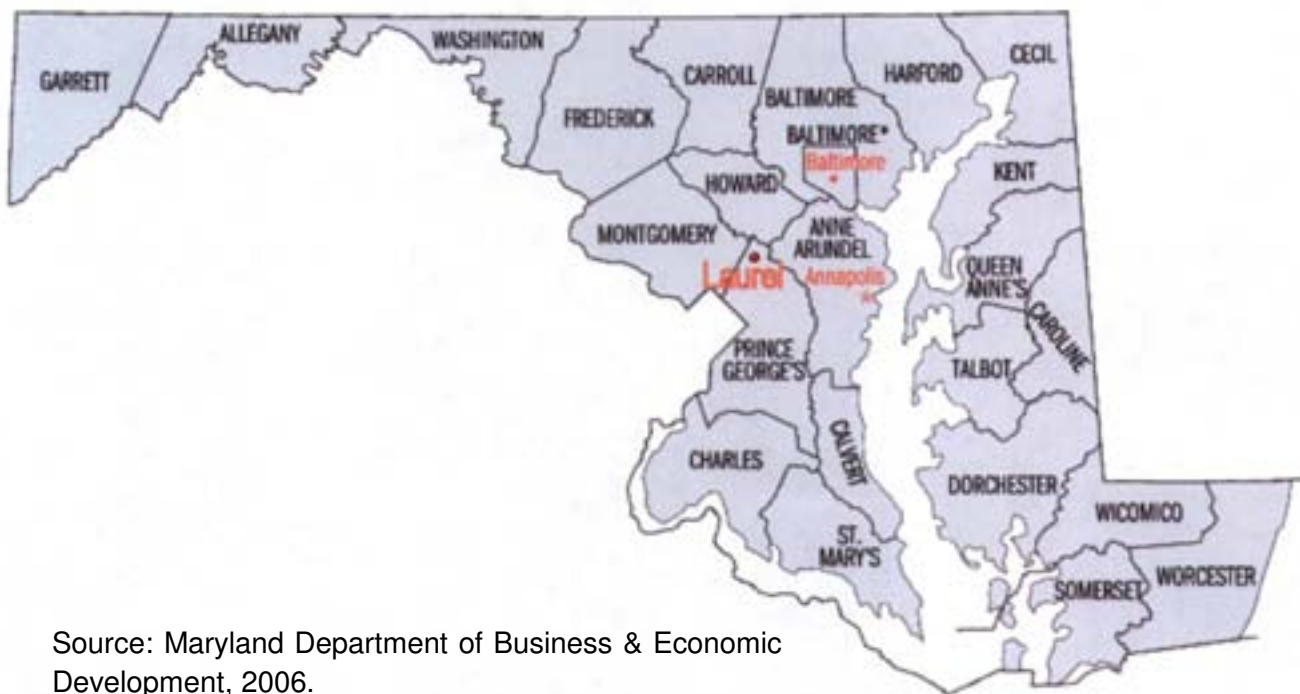 ALLEGANY
WASHINGTON
CECIL
GARRETT
CARROLL
HARFORD
BALTIMORE
FREDERICK
BALTIMORE*
Baltimore
KENT
HOWARD
MONTGOMERY
ANNE
ARUNDEL
Laurel
Annapolis
QUEEN
ANNE'S
CAROLINE
PRINCE
GEORGE'S
TALBOT
CALVERT
CHARLES
DORCHESTER
WICOMICO
ST.
MARY'S
SOMERSET
WORCESTER
Source: Maryland Department of Business & Economic
Development, 2006.